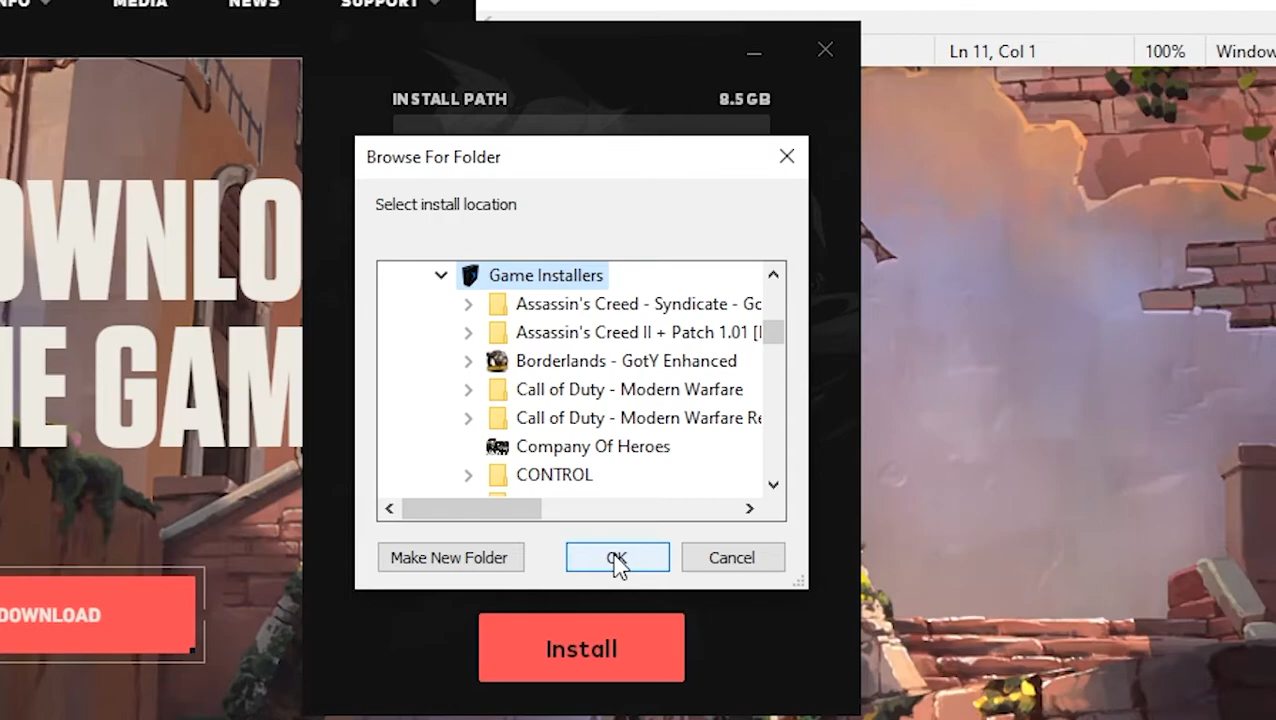 MEDIA
NEWS
SUPPORT
Ln 11, Col 1
100%
INSTALL PATH
8.5GB
Browse For Folder
Select install location
Game Installers
Assassin's Creed - Syndicate - Go
Assassin's Creed II + Patch 1.01 [
Borderlands - GotY Enhanced
Call of Duty - Modern Warfare
Call of Duty - Modern Warfare Re
Company Of Heroes
CONTROL
Make New Folder
OK
Cancel
Install
OWNLO
E GAM
DOWNLOAD